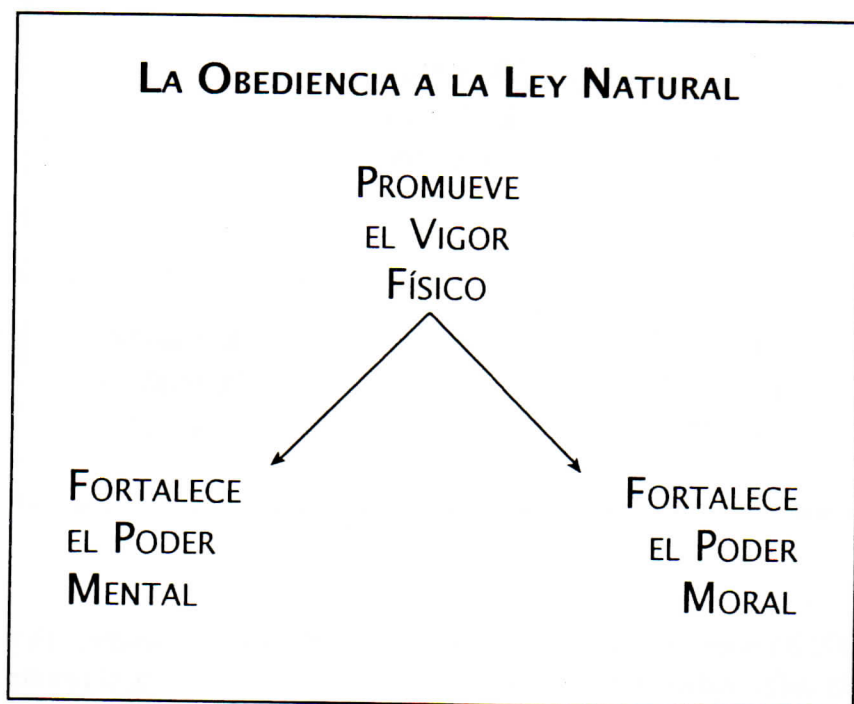 La Obediencia a la Ley Natural
Promueve
el Vigor
Físico
Fortalece
el Poder
Mental
Fortalece
el Poder
Moral